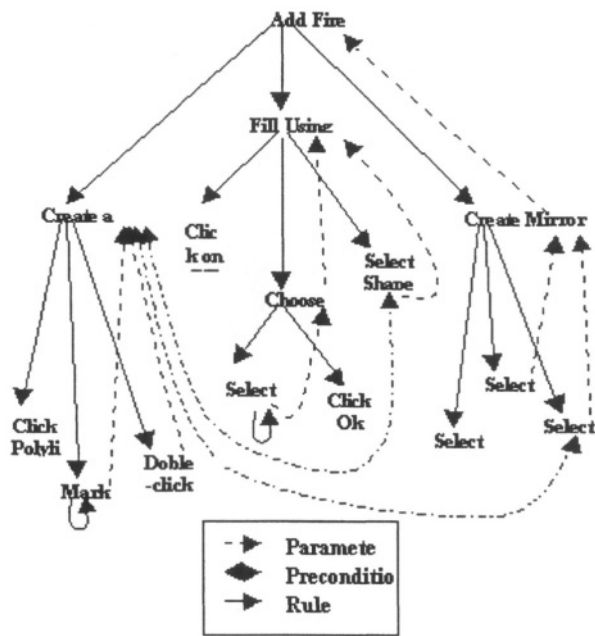 Add Fire
Fill Using
Create a
Clic
k on
Select
Shape
Create Mirror
Choose
Select
Click
Ok
Select
Click
Polyli
Select
Select
Doble
-click
Mark
Paramete
Preconditio
Rule